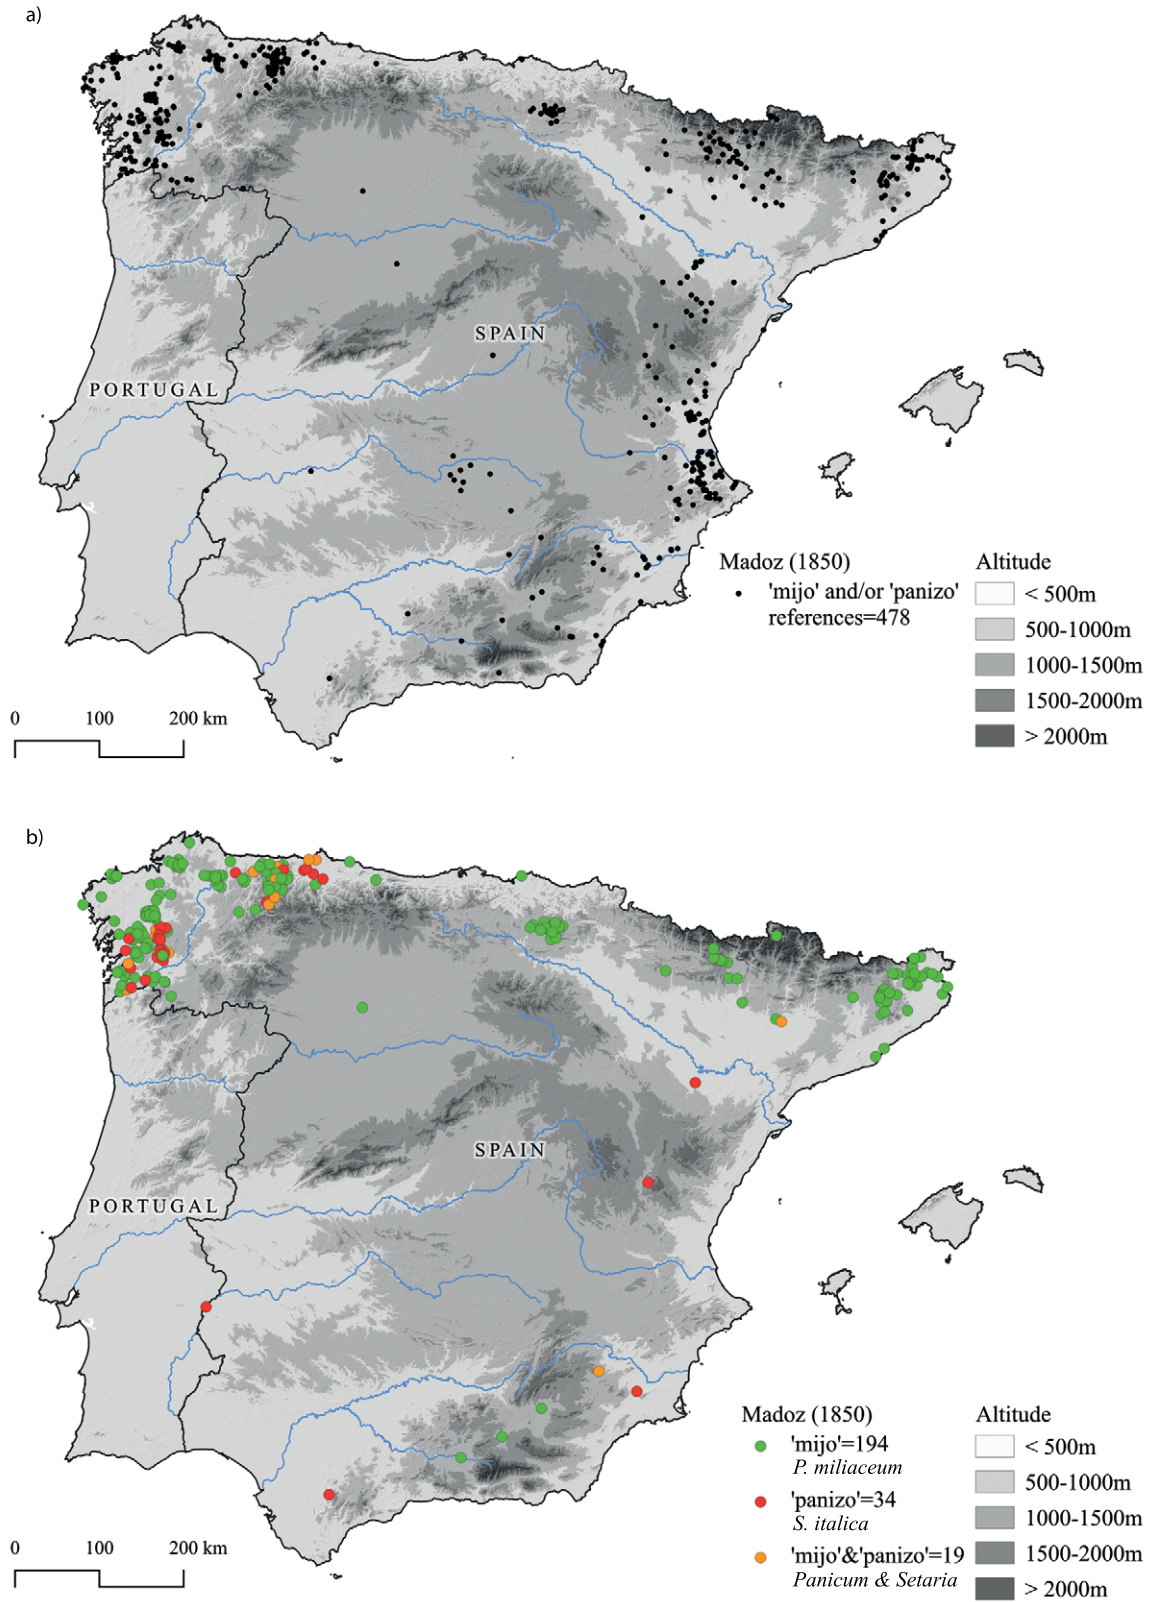 a)
SPAIN
PORTUGAL
Madoz (1850)
'mijo' and/or 'panizo'
references=478
Altitude
< 500m
500-1000m
1000-1500m
1500-2000m
> 2000m
0 100 200 km
b)
SPAIN
PORTUGAL
Madoz (1850)
'mijo'=194
P. miliaceum
'panizo'=34
S. italica
'mijo'&'panizo'=19
Panicum & Setaria
Altitude
< 500m
500-1000m
1000-1500m
1500-2000m
> 2000m
0 100 200 km